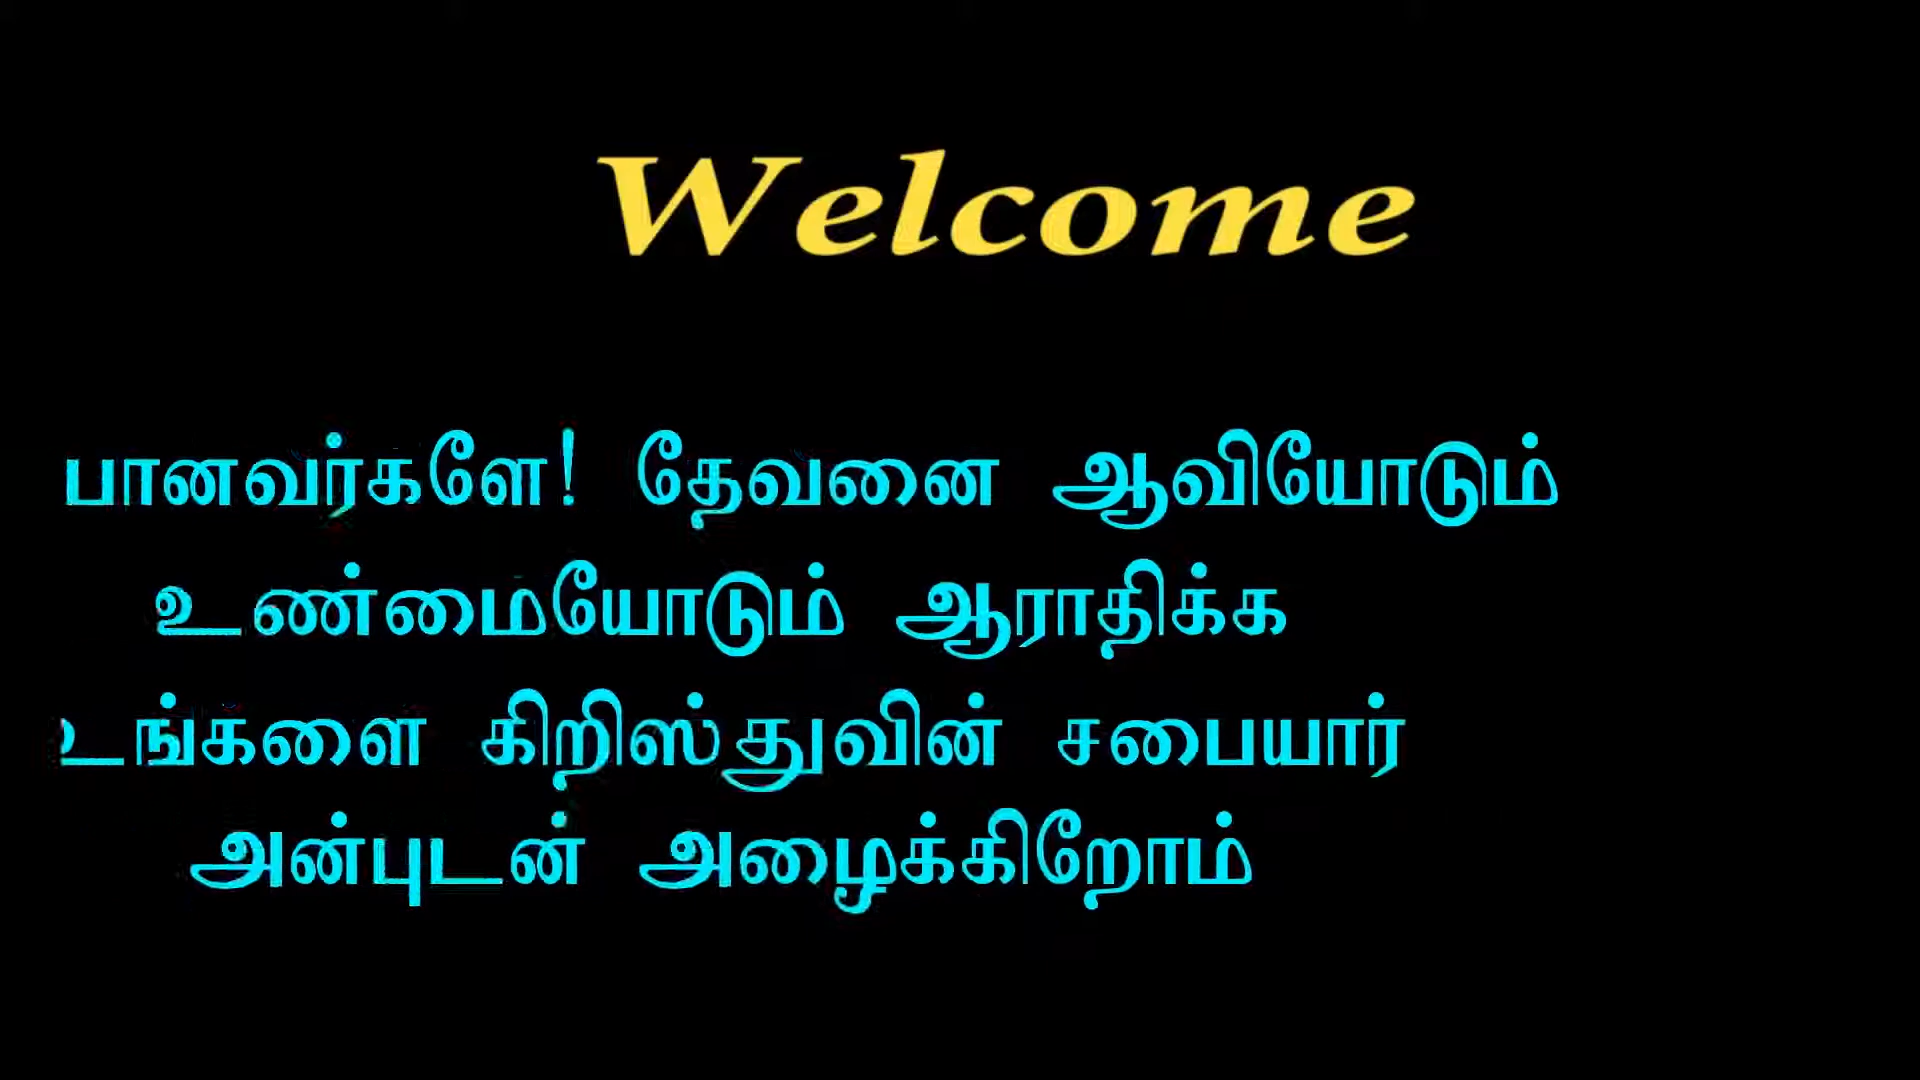 Welcome
பானவர்களே! தேவனை ஆவியோடும்
உண்மையோடும் ஆராதிக்க
உங்களை கிறிஸ்துவின் சபையார்
அன்புடன் அழைக்கிறோம்